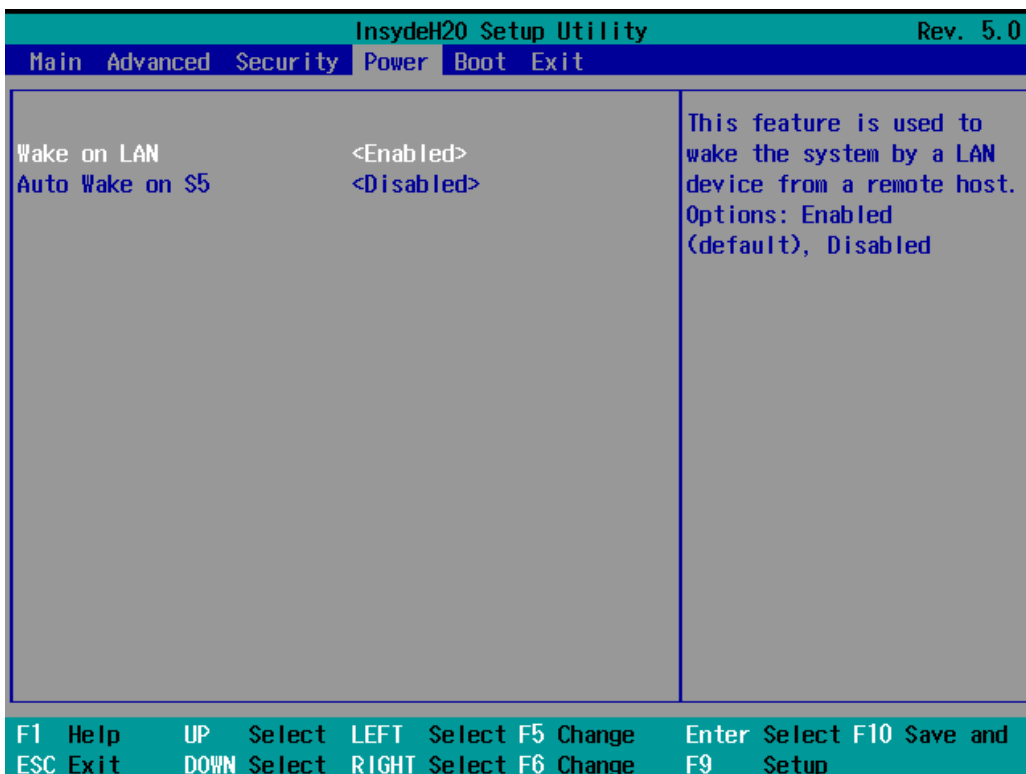 InsydeH2O Setup Utility Rev. 5.0
Main Advanced Security Power Boot Exit
Wake on LAN <Enabled>
Auto Wake on S5 <Disabled>
This feature is used to
wake the system by a LAN
device from a remote host.
Options: Enabled
(default), Disabled
F1 Help UP Select LEFT Select F5 Change Enter Select F10 Save and
ESC Exit DOWN Select RIGHT Select F6 Change F9 Setup